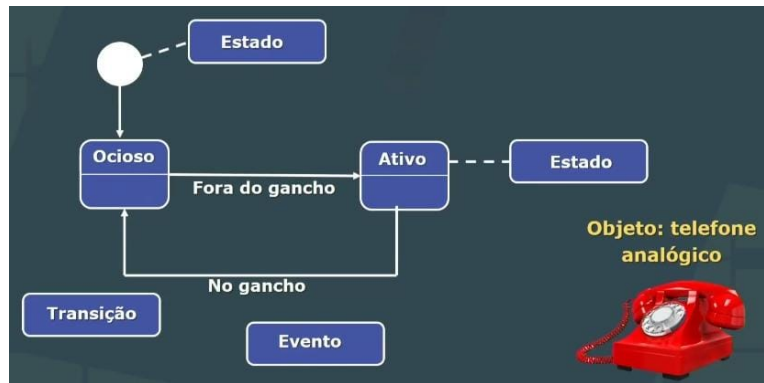 Estado
Ocioso
Ativo
Estado
Fora do gancho
Objeto: telefone
analógico
No gancho
Transição
Evento